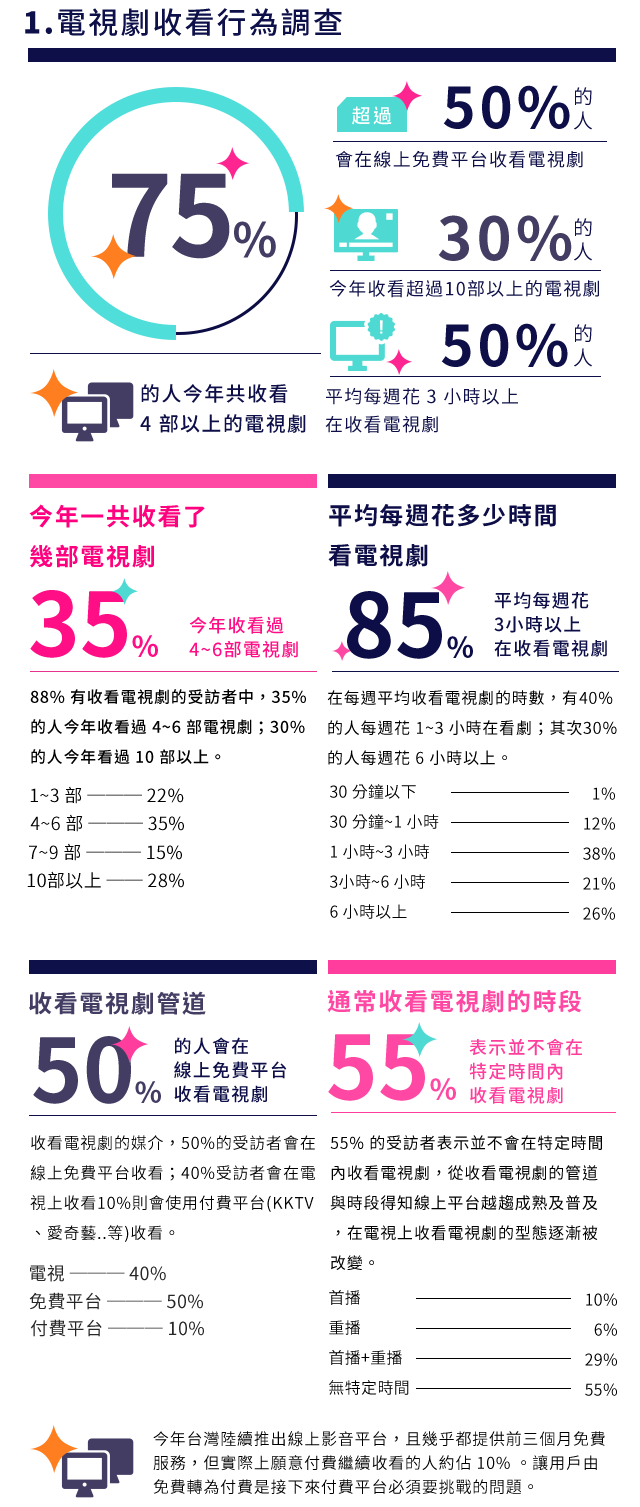 1.電視劇收看行為調查
75%
的人今年共收看
4 部以上的電視劇
超過
50%的人
會在線上免費平台收看電視劇
30%的人
今年收看超過10部以上的電視劇
50%的人
平均每週花 3 小時以上
在收看電視劇
今年一共收看了
幾部電視劇
35%
今年收看過
4~6部電視劇
88% 有收看電視劇的受訪者中，35%
的人今年收看過 4~6 部電視劇；30%
的人今年看過 10 部以上。
1~3 部 ——— 22%
4~6 部 ——— 35%
7~9 部 ——— 15%
10部以上 —— 28%
平均每週花多少時間
看電視劇
85%
平均每週花
3小時以上
在收看電視劇
在每週平均收看電視劇的時數，有40%
的人每週花 1~3 小時在看劇；其次30%
的人每週花 6 小時以上。
30 分鐘以下 1%
30 分鐘~1 小時 12%
1 小時~3 小時 38%
3小時~6 小時 21%
6 小時以上 26%
收看電視劇管道
50%
的人會在
線上免費平台
收看電視劇
收看電視劇的媒介，50%的受訪者會在
線上免費平台收看；40%受訪者會在電
視上收看10%則會使用付費平台(KKTV
、愛奇藝..等)收看。
電視 ——— 40%
免費平台 ——— 50%
付費平台 ——— 10%
通常收看電視劇的時段
55%
表示並不會在
特定時間內
收看電視劇
55% 的受訪者表示並不會在特定時間
內收看電視劇，從收看電視劇的管道
與時段得知線上平台越趨成熟及普及
，在電視上收看電視劇的型態逐漸被
改變。
首播 10%
重播 6%
首播+重播 29%
無特定時間 55%
今年台灣陸續推出線上影音平台，且幾乎都提供前三個月免費
服務，但實際上願意付費繼續收看的人約佔 10% 。讓用戶由
免費轉為付費是接下來付費平台必須要挑戰的問題。